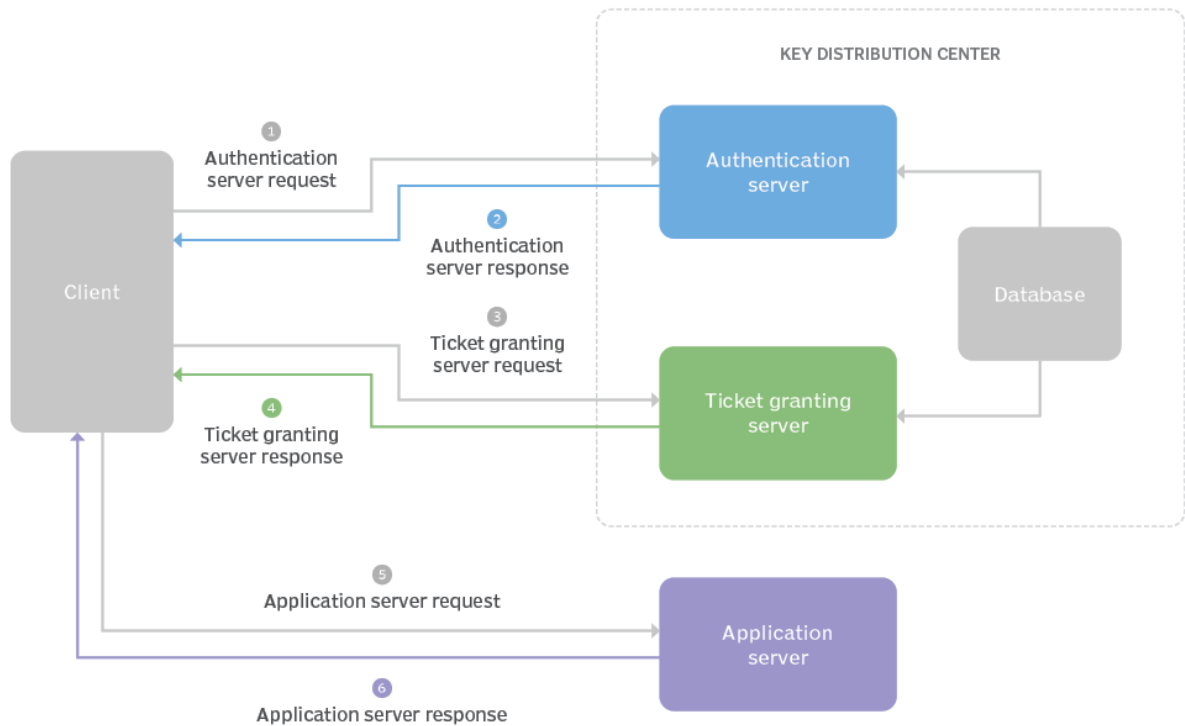 KEY DISTRIBUTION CENTER
1
Authentication
server request
Authentication
server
2
Authentication
server response
Client
Database
3
Ticket granting
server request
4
Ticket granting
server response
Ticket granting
server
5
Application server request
Application
server
6
Application server response